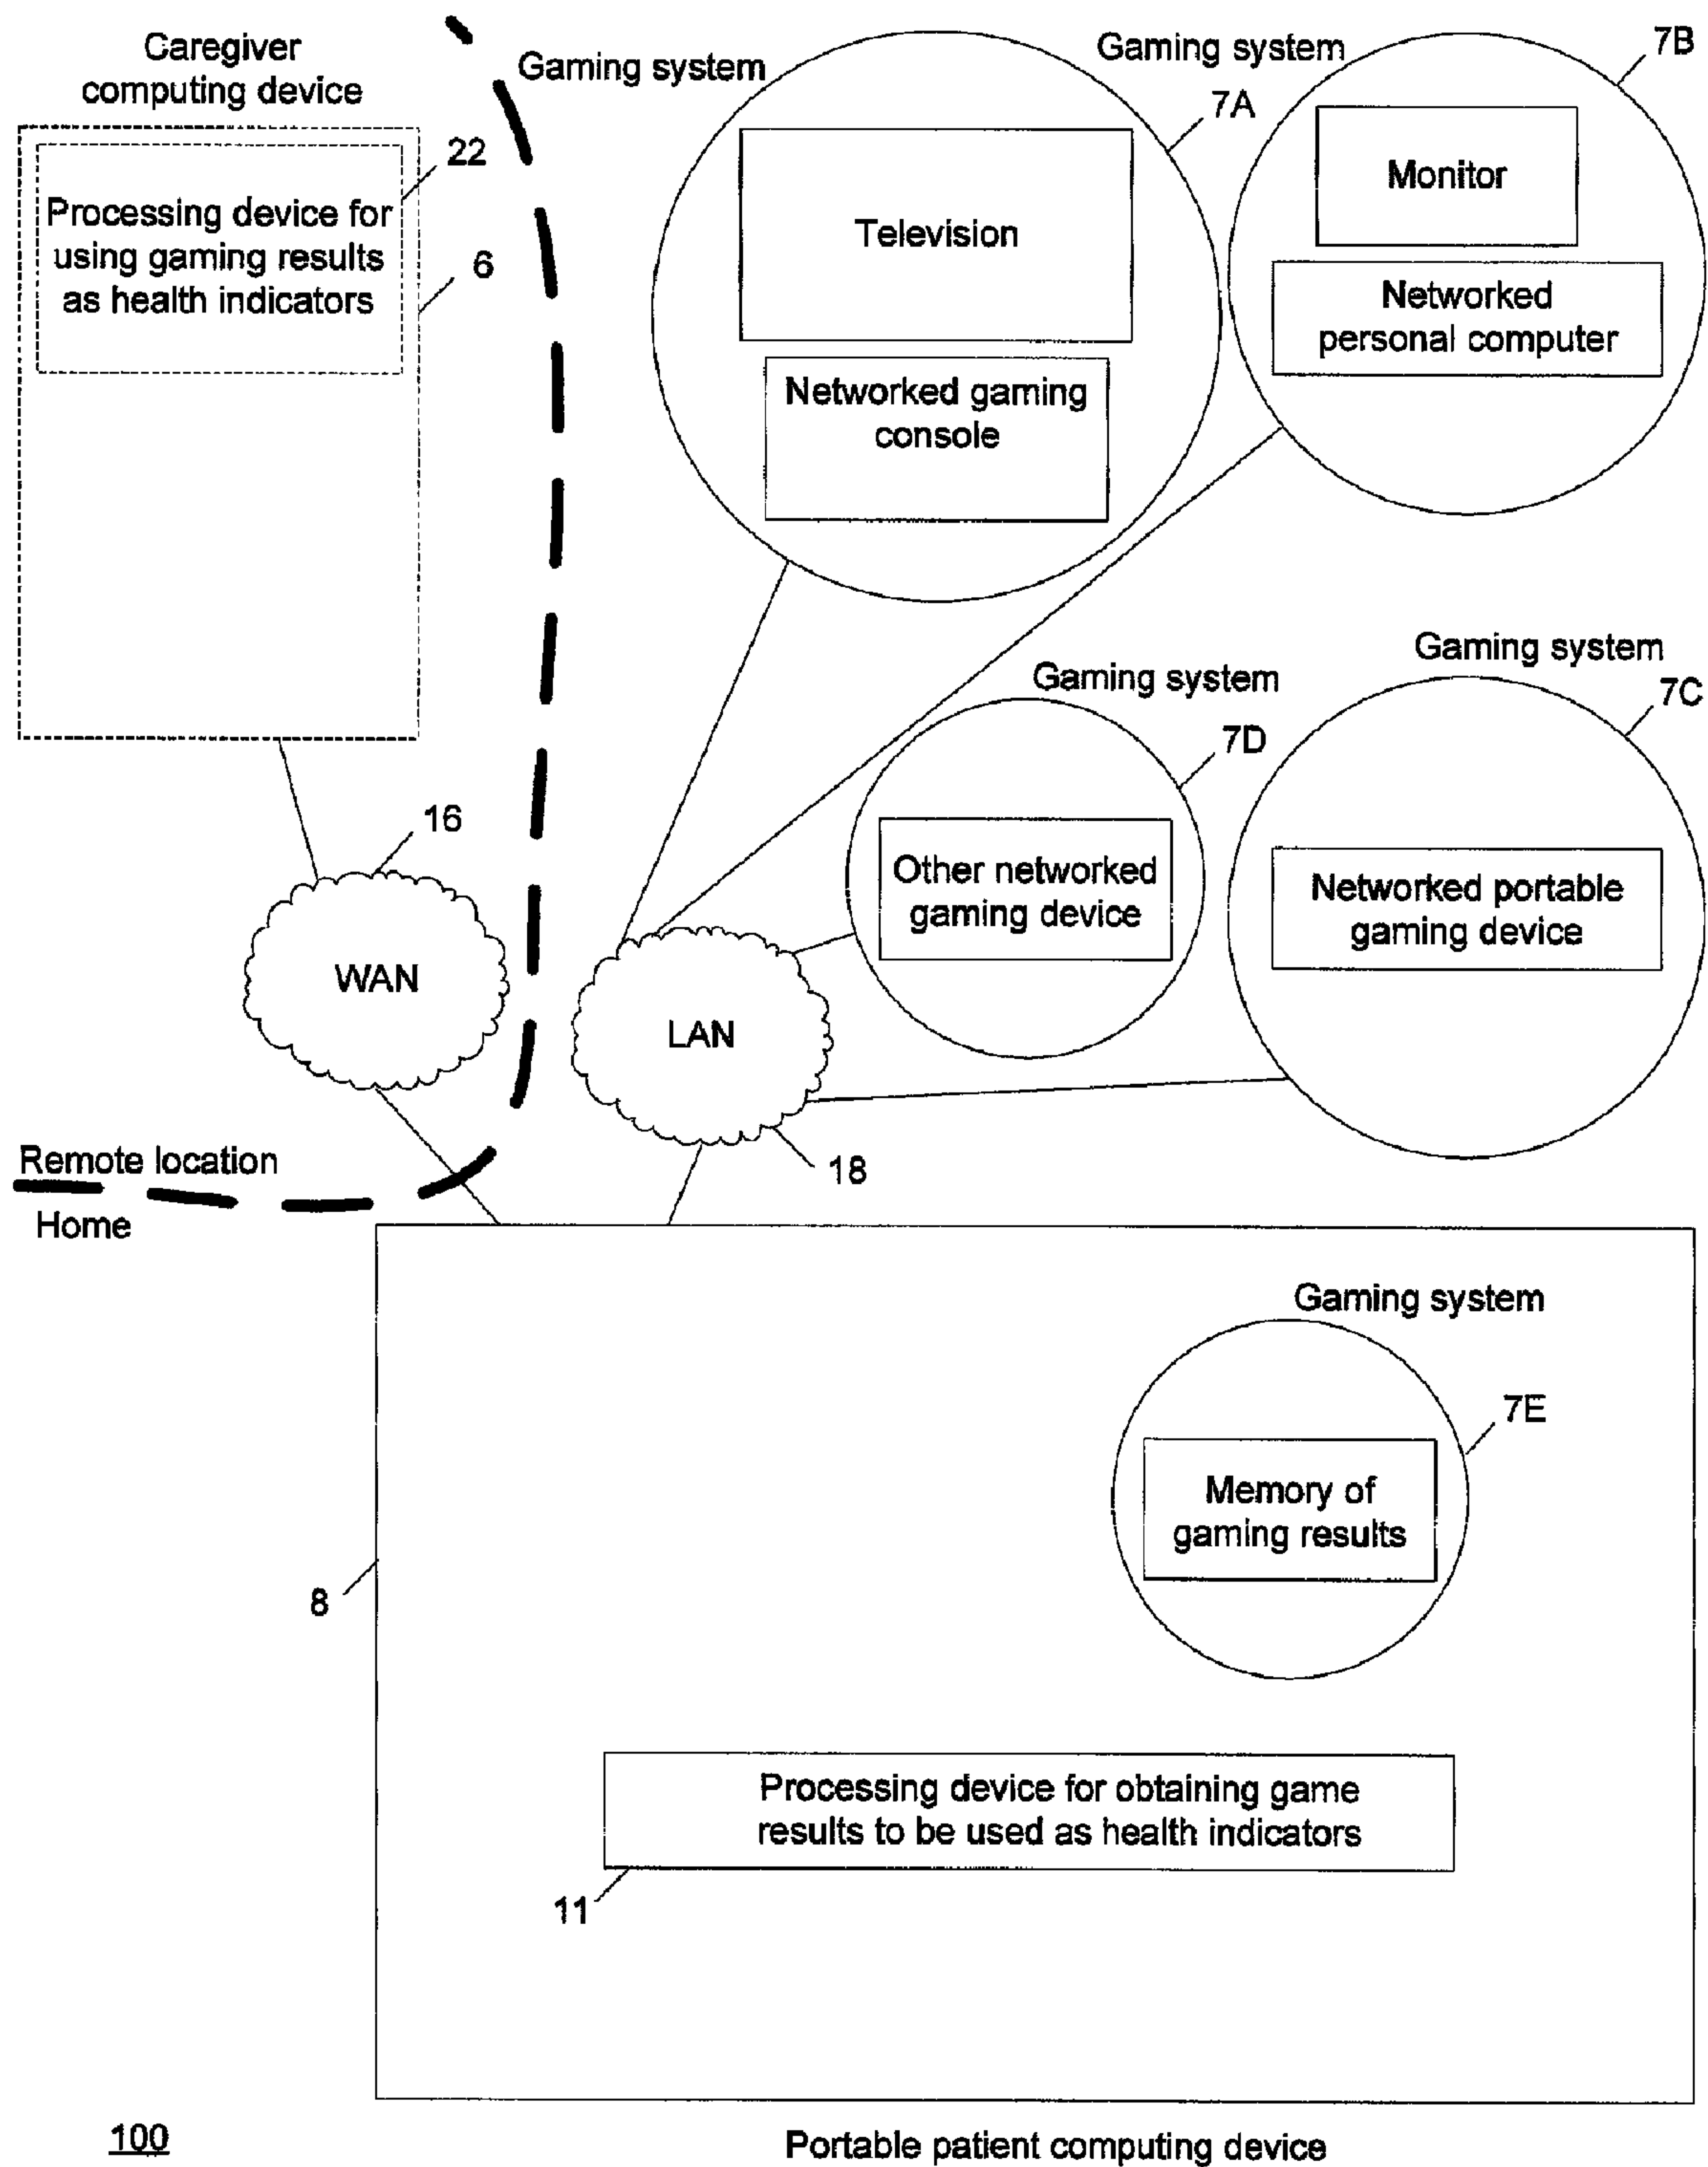 Caregiver
computing device
22
Processing device for
using gaming results
as health indicators
6
Gaming system
7A
Television
Networked gaming
console
Gaming system
7B
Monitor
Networked
personal computer
Gaming system
7D
Other networked
gaming device
Gaming system
7C
Networked portable
gaming device
16
WAN
LAN
18
Remote location
Home
Gaming system
7E
Memory of
gaming results
8
Processing device for obtaining game
results to be used as health indicators
11
100
Portable patient computing device